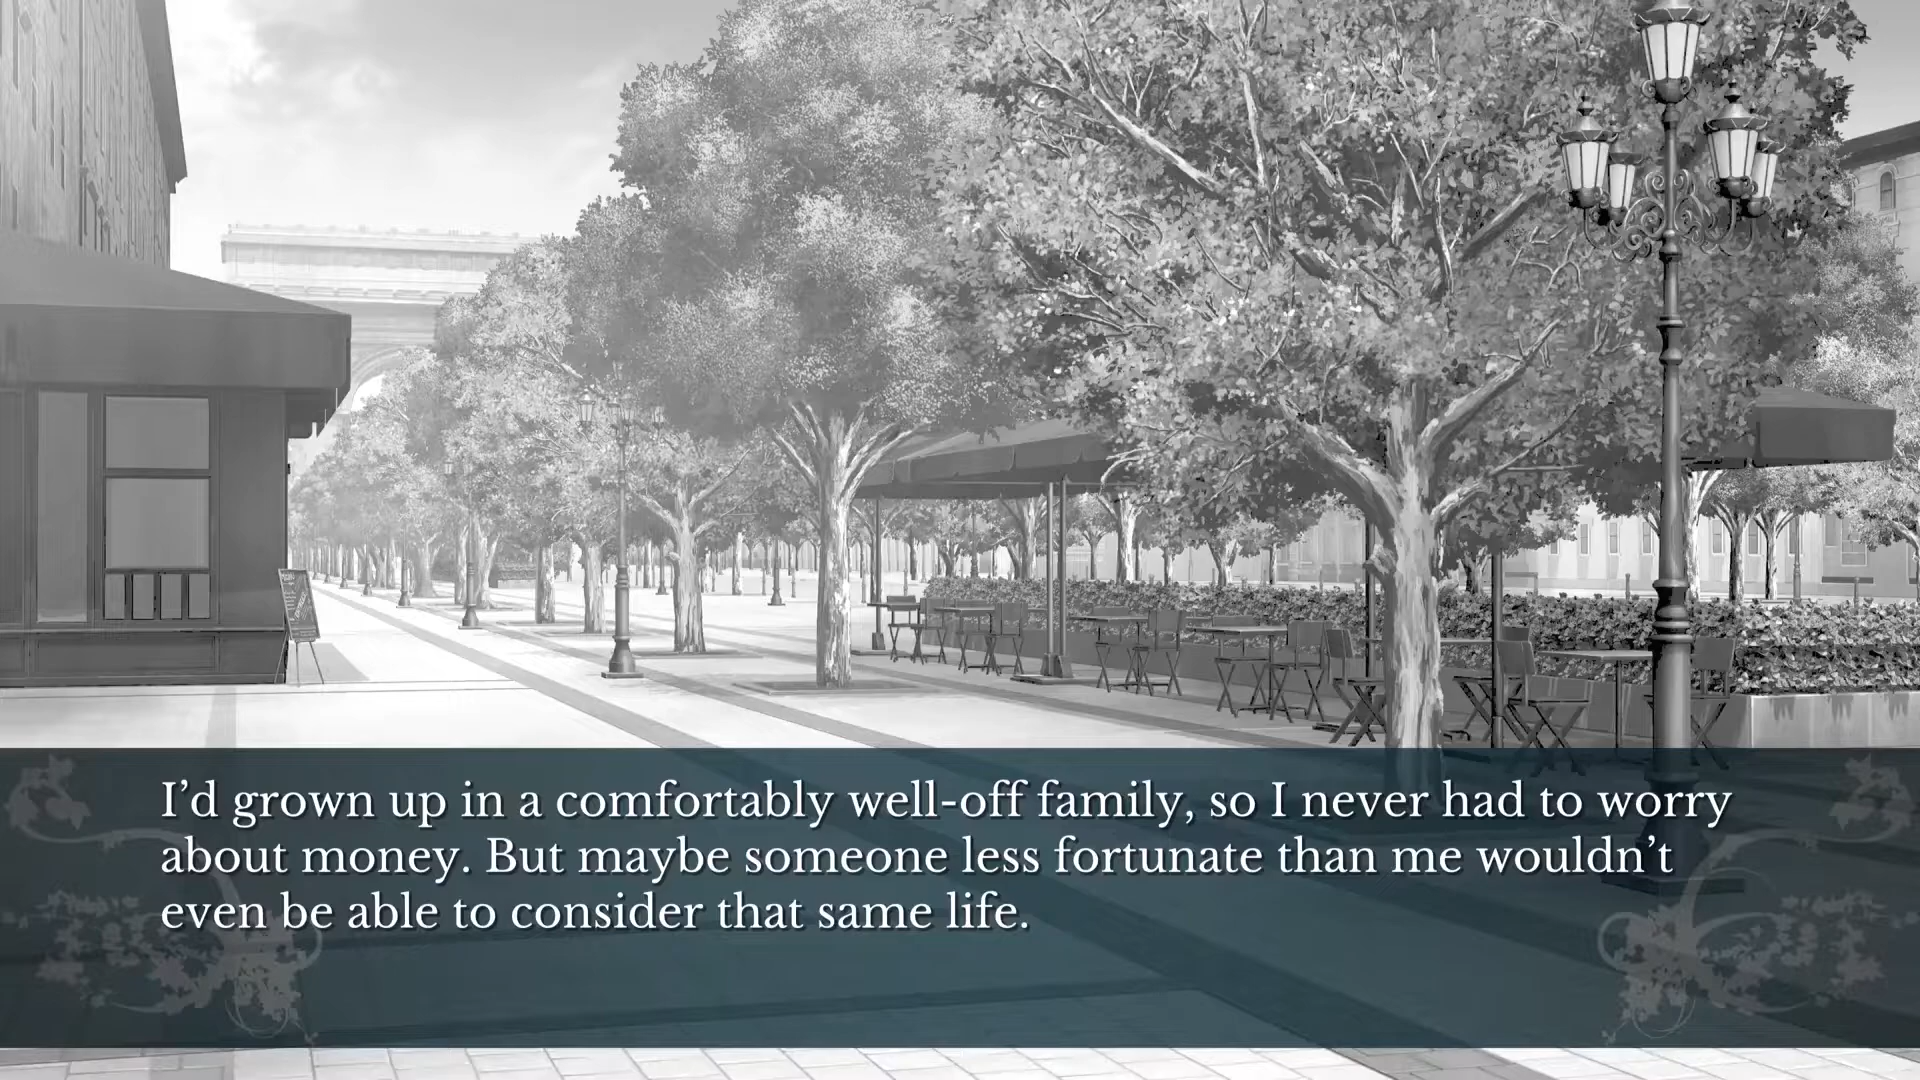 I’d grown up in a comfortably well-off family, so I never had to worry
about money. But maybe someone less fortunate than me wouldn’t
even be able to consider that same life.